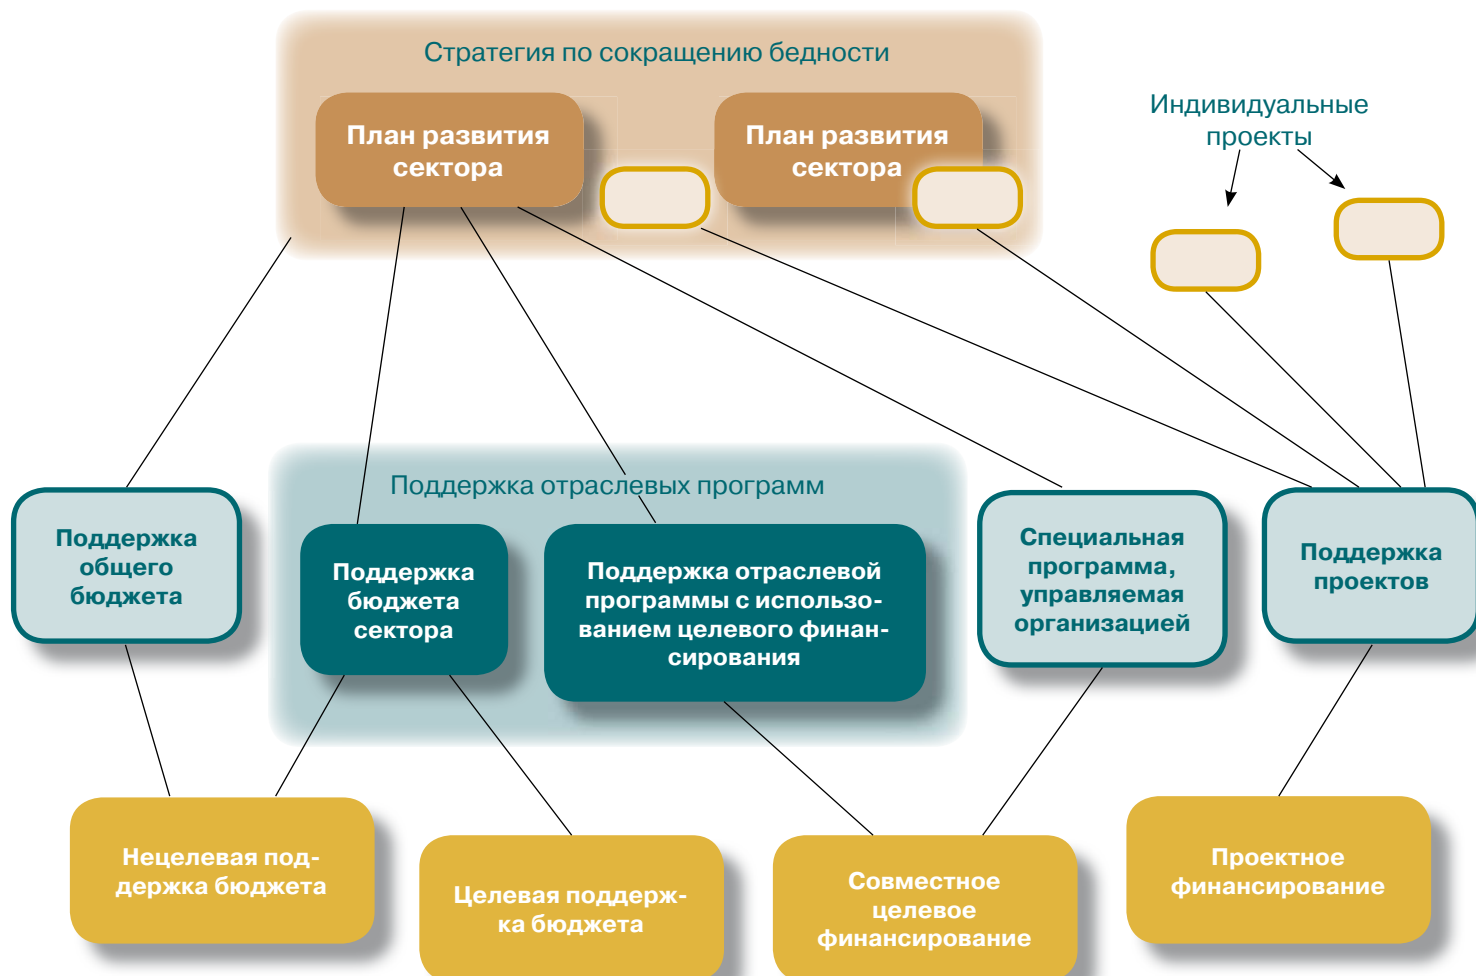 Стратегия по сокращению бедности
План развития
сектора
План развития
сектора
Индивидуальные
проекты
Поддержка отраслевых программ
Поддержка
общего
бюджета
Поддержка
бюджета
сектора
Поддержка отраслевой
программы с использо-
ванием целевого финан-
сирования
Специальная
программа,
управляемая
организацией
Поддержка
проектов
Нецелевая под-
держка бюджета
Целевая поддерж-
ка бюджета
Совместное
целевое
финансирование
Проектное
финансирование